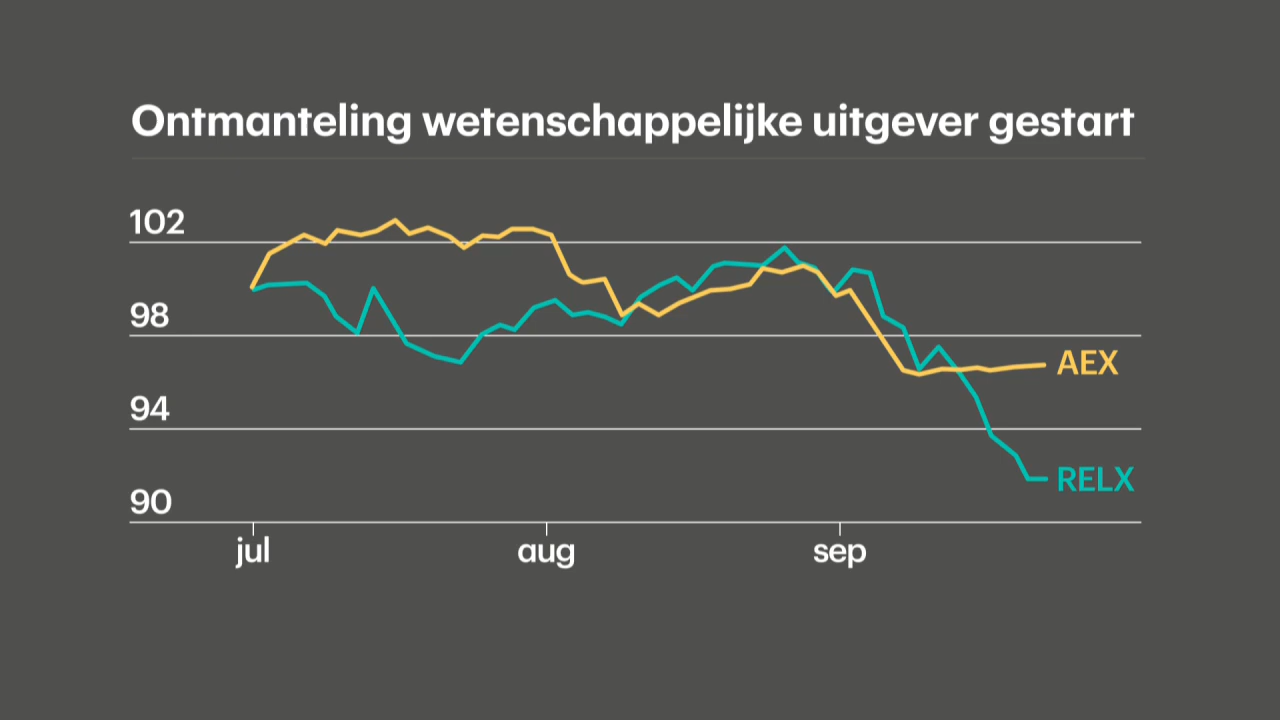 Ontmanteling wetenschappelijke uitgever gestart
102
98
AEX
94
RELX
90
jul aug sep